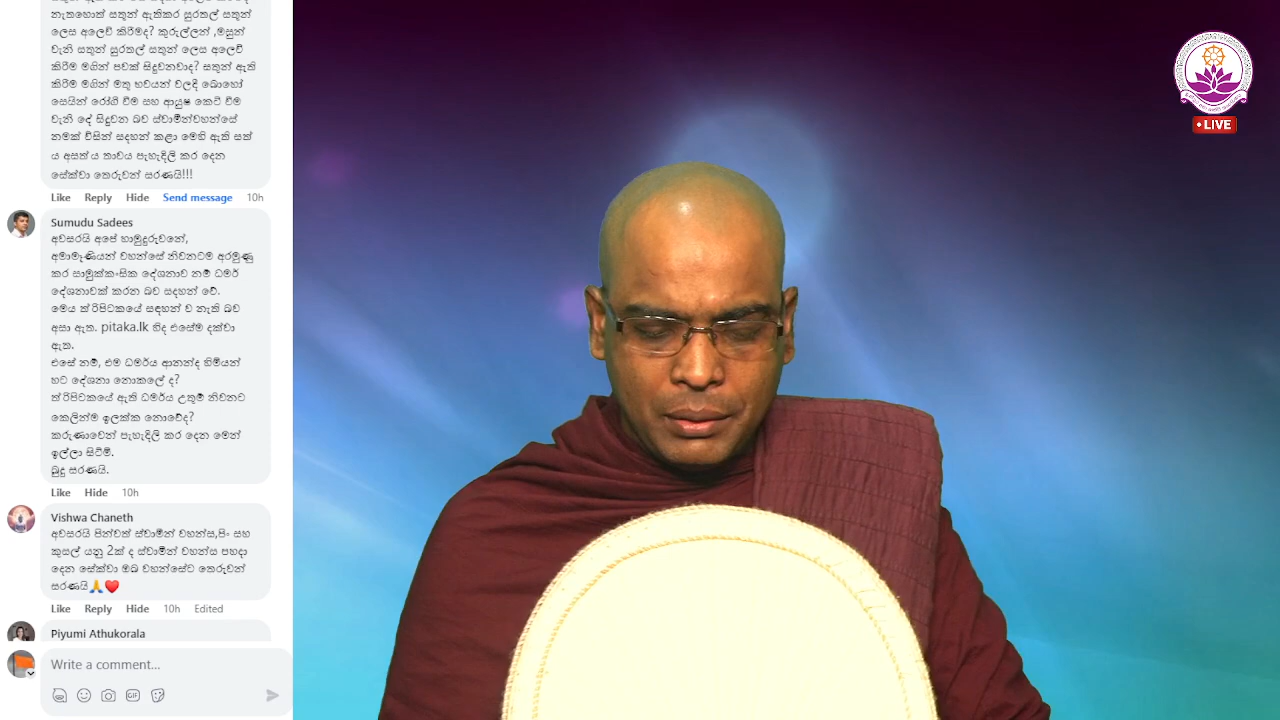 නැතහොත් සතුන් ඇතිකර සුරතල් සතුන්
ලෙස අලෙවි කිරීමද? කුරුල්ලන් ,මසුන්
වැනි සතුන් සුරතල් සතුන් ලෙස අලෙවි
කිරීම මගින් පවක් සිදුවනවාද? සතුන් ඇති
කිරීම මගින් මතු භවයන් වලදී බොහෝ
සෙයින් රෝගී වීම සහ ආයුෂ කෙටි වීම
වැනි දේ සිදුවන බව ස්වාමීන්වහන්සේ
නමක් විසින් සදහන් කළා මෙහි ඇති සත්
ය අසත් ය තාවය පැහැදිලි කර දෙන
සේක්වා තෙරුවන් සරණයි!!!
Like Reply Hide Send message 10h
Sumudu Sadees
අවසරයි අපේ හාමුදුරුවනේ,
අමාමෑණියන් වහන්සේ නිවනටම අරමුණු
කර සාමුක්කංසික දේශනාව නම් ධර්ම
දේශනාවක් කරන බව සදහන් වේ.
මෙය ත්‍රිපිටකයේ සඳහන් ව නැති බව
අසා ඇත. pitaka.lk හිද එසේම දක්වා
ඇත.
එසේ නම්, එම ධර්මය ආනන්ද හිමියන්
හට දේශනා නොකලේ ද?
ත්‍රිපිටකයේ ඇති ධර්මය උතුම් නිවනට
කෙලින්ම ඉලක්ක නොවේද?
කරුණාවෙන් පැහැදිලි කර දෙන මෙන්
ඉල්ලා සිටිමි.
බුදු සරණයි.
Like Hide 10h
Vishwa Chaneth
අවසරයි පින්වත් ස්වාමීන් වහන්ස,පිං සහ
කුසල් යනු 2ක් ද ස්වාමීන් වහන්ස පහදා
දෙන සේක්වා ඔබ වහන්සේට තෙරුවන්
සරණයි🙏❤️
Like Reply Hide 10h Edited
Piyumi Athukorala
Write a comment...
GIF
LIVE